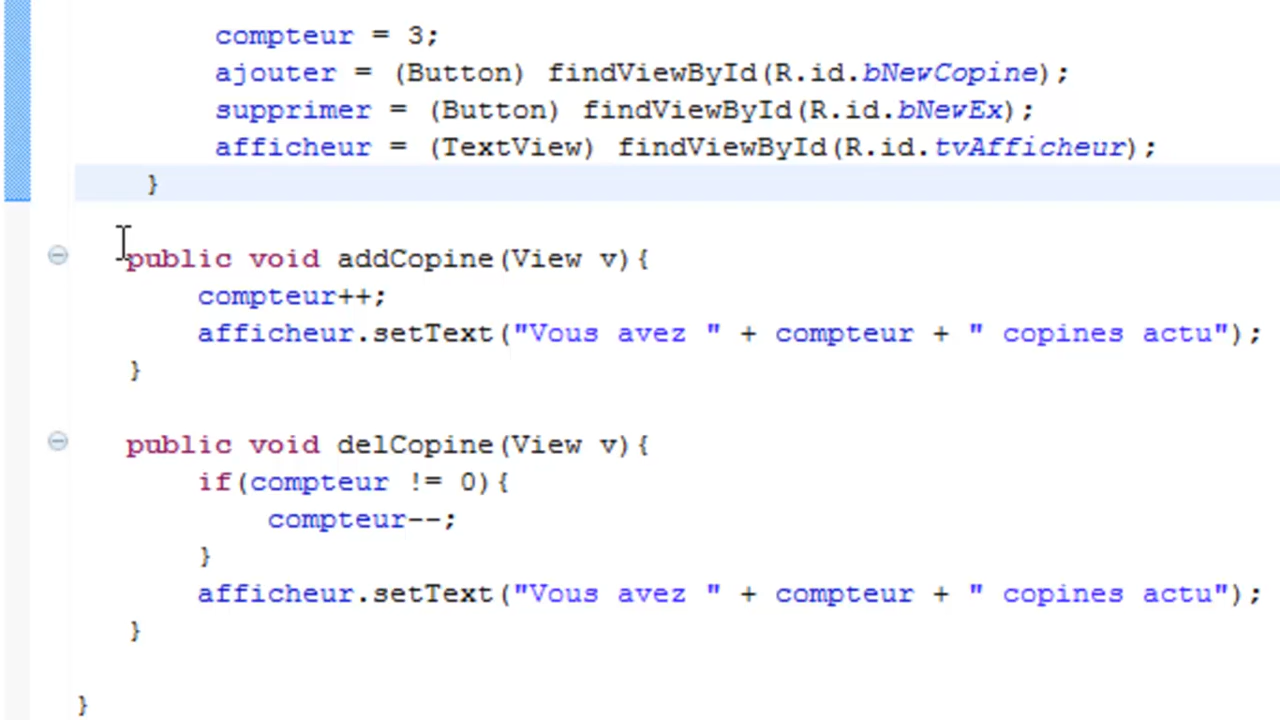 compteur = 3;
ajouter = (Button) findViewById(R.id.bNewCopine);
supprimer = (Button) findViewById(R.id.bNewEx);
afficheur = (TextView) findViewById(R.id.tvAfficheur);
}
public void addCopine(View v){
compteur++;
afficheur.setText("Vous avez " + compteur + " copines actu");
}
public void delCopine(View v){
if(compteur != 0){
compteur--;
}
afficheur.setText("Vous avez " + compteur + " copines actu");
}
}